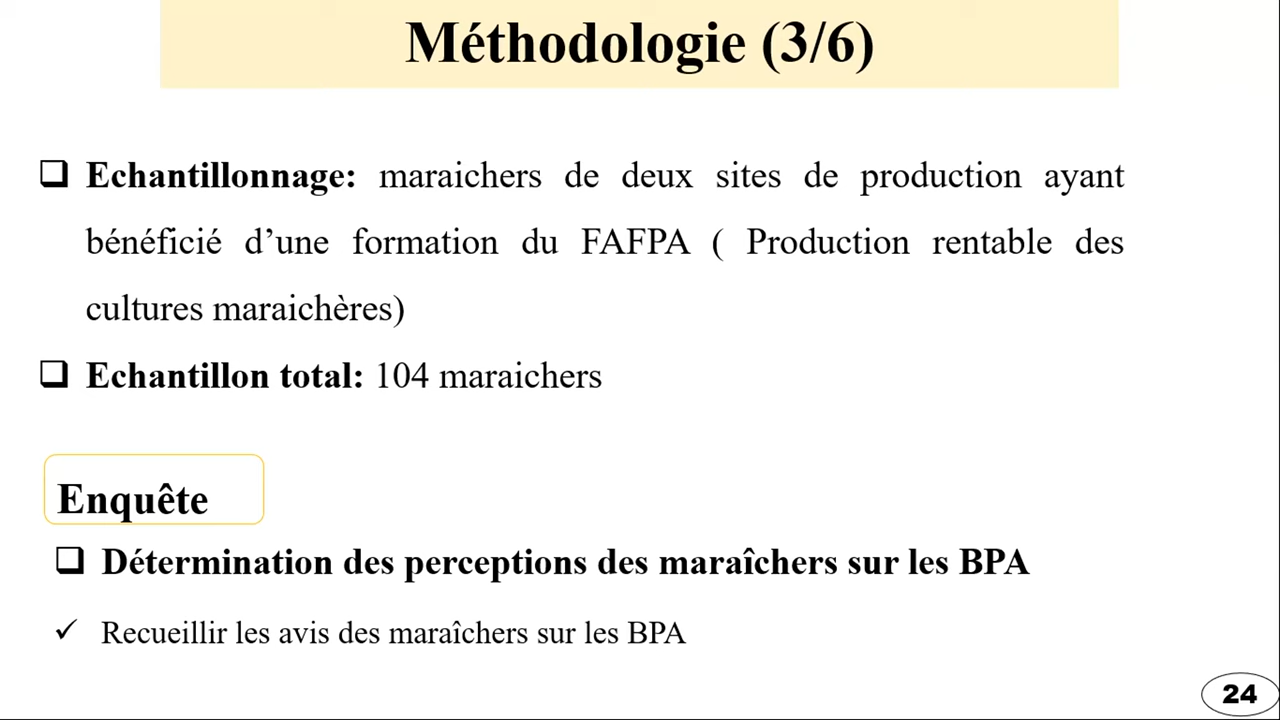 Méthodologie (3/6)
❑ Echantillonnage: maraichers de deux sites de production ayant
bénéficié d’une formation du FAFPA ( Production rentable des
cultures maraichères)
❑ Echantillon total: 104 maraichers
Enquête
❑ Détermination des perceptions des maraîchers sur les BPA
✓ Recueillir les avis des maraîchers sur les BPA
24